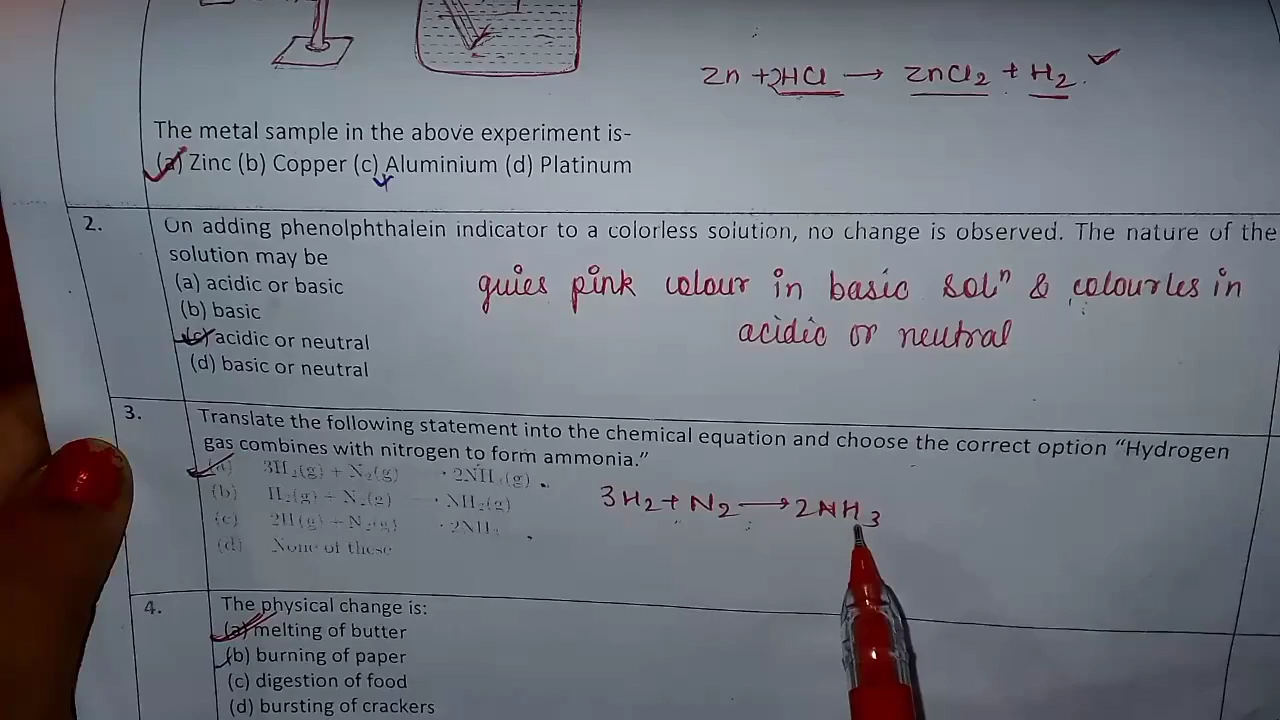 Zn + 2HCl → ZnCl2 + H2
The metal sample in the above experiment is-
(a) Zinc (b) Copper (c) Aluminium (d) Platinum
2.
On adding phenolphthalein indicator to a colorless solution, no change is observed. The nature of the
solution may be
(a) acidic or basic
(b) basic
(c) acidic or neutral
(d) basic or neutral
guies pink colour in basic solⁿ & colourles in
acidic or neutral
3.
Translate the following statement into the chemical equation and choose the correct option “Hydrogen
gas combines with nitrogen to form ammonia.”
(a) 3H2(g) + N2(g) 2NH3(g)
(b) H2(g) + N2(g)
(c) 2H(g) + N2(g)
(d) None of these
3H2 + N2 → 2NH3
4.
The physical change is:
(a) melting of butter
(b) burning of paper
(c) digestion of food
(d) bursting of crackers